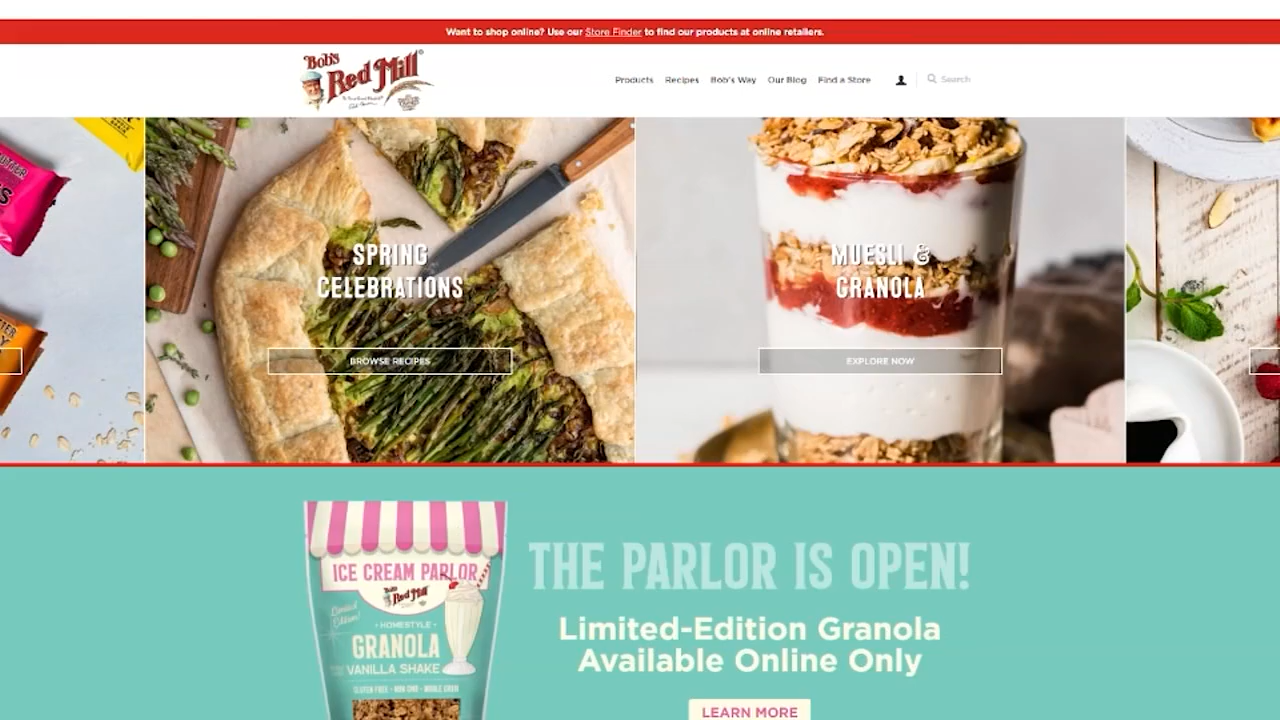 Want to shop online? Use our Store Finder to find our products at online retailers.
Bob's
Red Mill
Products Recipes Bob's Way Our Blog Find a Store Search
UTTER
S
SPRING
CELEBRATIONS
BROWSE RECIPES
MUESLI &
GRANOLA
EXPLORE NOW
ICE CREAM PARLOR
Bob's
Red Mill
Limited
Edition!
• HOMESTYLE •
GRANOLA
VANILLA SHAKE
GLUTEN FREE • NON GMO • WHOLE GRAIN
THE PARLOR IS OPEN!
Limited-Edition Granola
Available Online Only
LEARN MORE